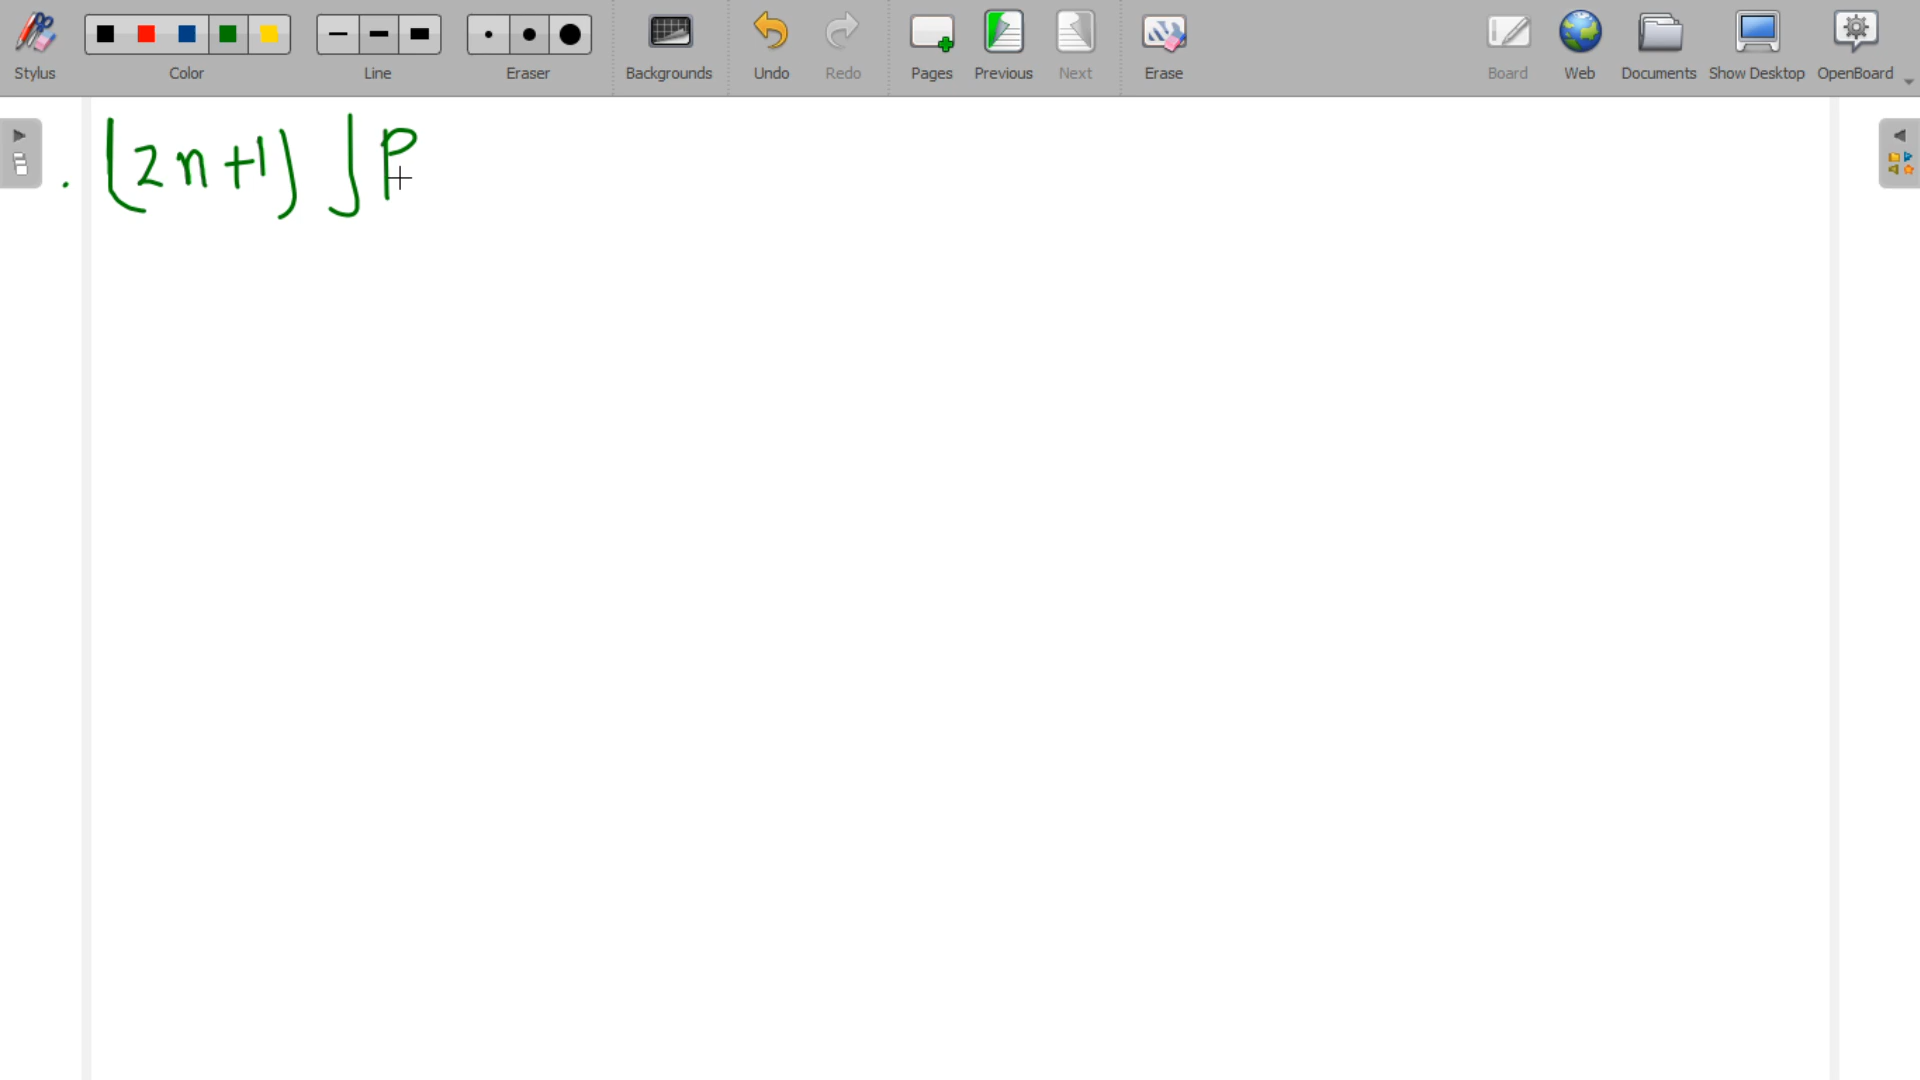 Stylus Color Line Eraser Backgrounds Undo Redo Pages Previous Next Erase Board Web Documents Show Desktop OpenBoard
. (2n+1) ∫P